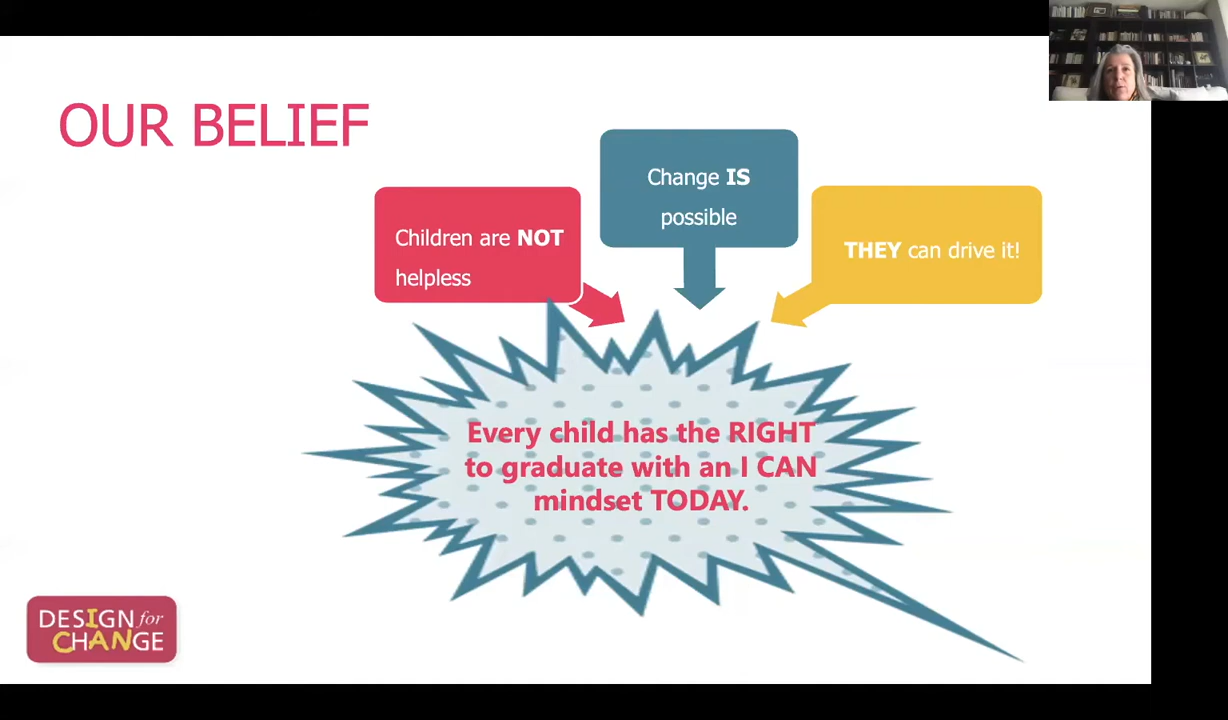 OUR BELIEF
Children are NOT
helpless
Change IS
possible
THEY can drive it!
Every child has the RIGHT
to graduate with an I CAN
mindset TODAY.
DESIGN for
CHANGE